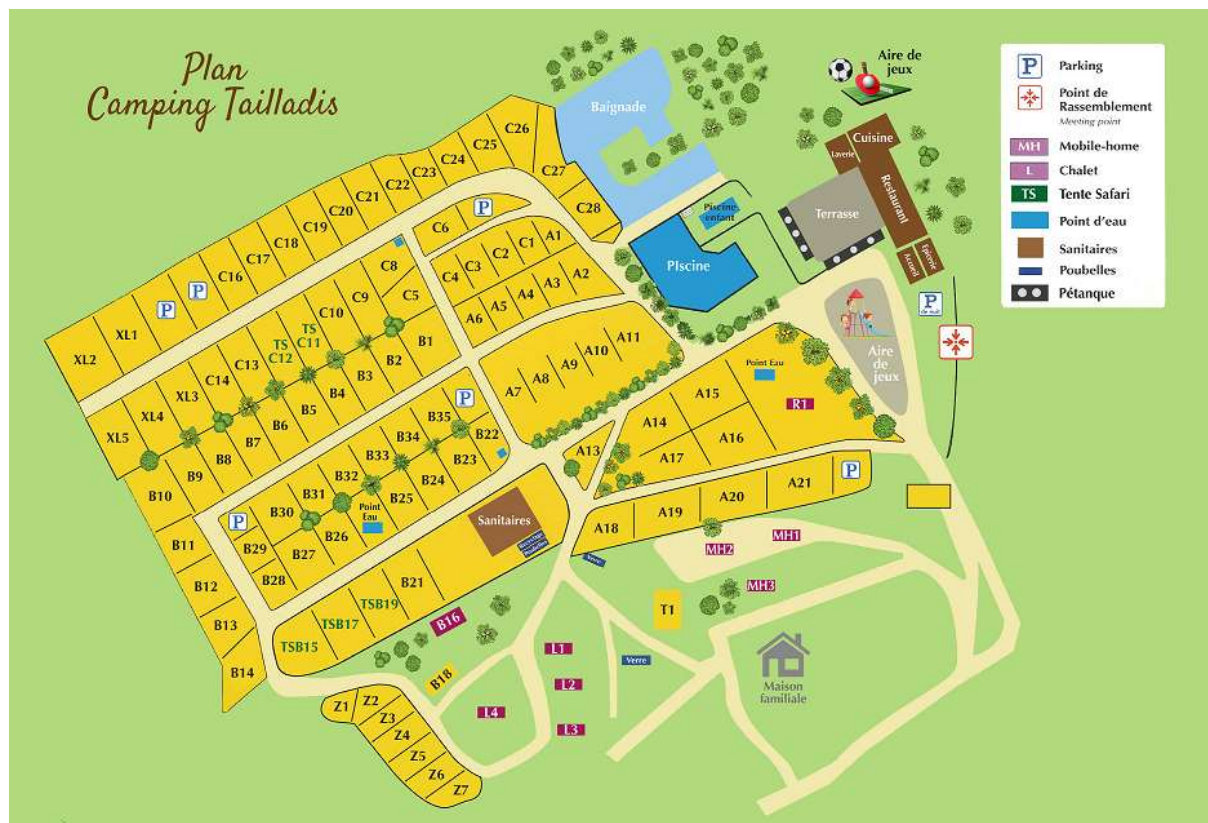 Plan
Camping Tailladis
Aire de
jeux
P Parking
Point de
Rassemblement
Meeting point
MH Mobile-home
L Chalet
TS Tente Safari
Point d'eau
Sanitaires
Poubelles
Pétanque
Baignade
Cuisine
Laverie
Restaurant
Terrasse
Epicerie
Accueil
Piscine
enfant
PIscine
P
de nuit
Aire
de
jeux
C26
C25
C24
C23
C22
C21
C20
C19
C18
C17
C16
P
P
XL1
XL2
C27
C28
P
C6
A1
C1
C2
C3
C4
A2
A3
A4
A5
A6
C8
C5
C9
C10
TS
C11
TS
C12
C13
C14
XL3
XL4
XL5
B1
B2
B3
B4
B5
B6
B7
B8
B9
B10
B11
B12
B13
B14
A11
A10
A9
A8
A7
P
B35
B34
B33
B32
B31
B30
P
B29
B28
B22
B23
B24
B25
Point
Eau
B26
B27
Point Eau
R1
A15
A14
A16
A17
A13
P
A21
A20
A19
A18
Sanitaires
Poubelles
Verre
B21
TSB19
TSB17
TSB15
B16
B18
MH1
MH2
MH3
T1
L1
L2
L3
L4
Verre
Maison
familiale
Z1
Z2
Z3
Z4
Z5
Z6
Z7